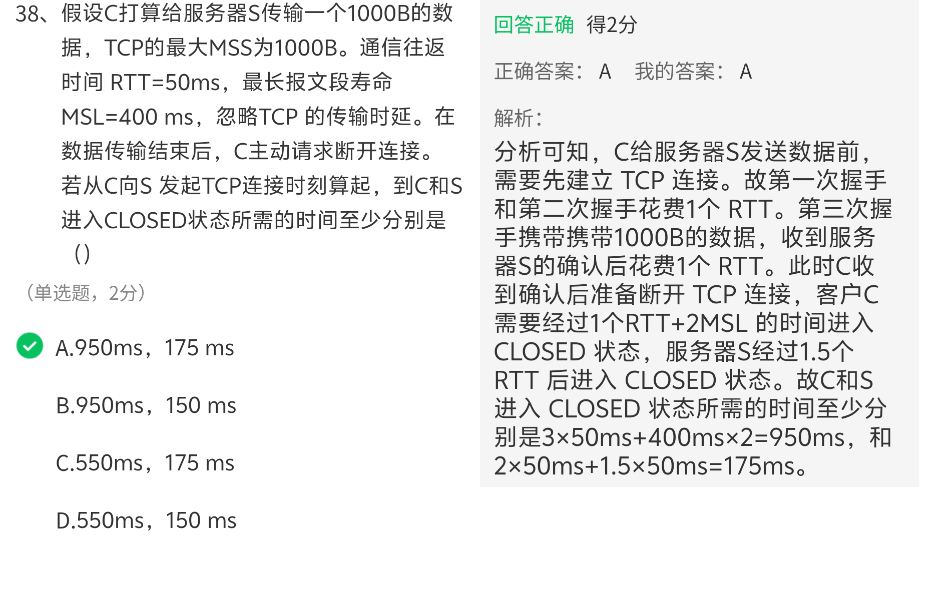 38、假设C打算给服务器S传输一个1000B的数
据，TCP的最大MSS为1000B。通信往返
时间 RTT=50ms，最长报文段寿命
MSL=400 ms，忽略TCP 的传输时延。在
数据传输结束后，C主动请求断开连接。
若从C向S 发起TCP连接时刻算起，到C和S
进入CLOSED状态所需的时间至少分别是
()
（单选题，2分）
A.950ms，175 ms
B.950ms，150 ms
C.550ms，175 ms
D.550ms，150 ms
回答正确 得2分
正确答案： A 我的答案： A
解析：
分析可知，C给服务器S发送数据前，
需要先建立 TCP 连接。故第一次握手
和第二次握手花费1个 RTT。第三次握
手携带携带1000B的数据，收到服务
器S的确认后花费1个 RTT。此时C收
到确认后准备断开 TCP 连接，客户C
需要经过1个RTT+2MSL 的时间进入
CLOSED 状态，服务器S经过1.5个
RTT 后进入 CLOSED 状态。故C和S
进入 CLOSED 状态所需的时间至少分
别是3×50ms+400ms×2=950ms，和
2×50ms+1.5×50ms=175ms。